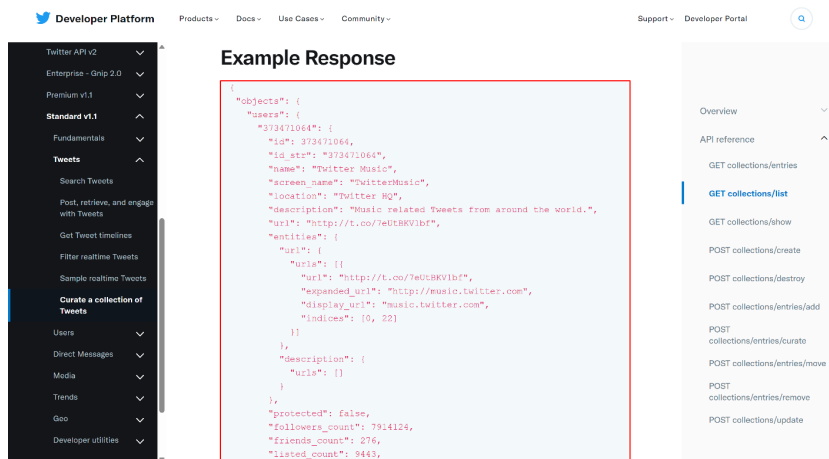 Developer Platform
Products
Docs
Use Cases
Community
Support
Developer Portal
Twitter API v2
Enterprise - Gnip 2.0
Premium v1.1
Standard v1.1
Fundamentals
Tweets
Search Tweets
Post, retrieve, and engage
with Tweets
Get Tweet timelines
Filter realtime Tweets
Sample realtime Tweets
Curate a collection of
Tweets
Users
Direct Messages
Media
Trends
Geo
Developer utilities
Example Response
{
"objects": {
"users": {
"373471064": {
"id": 373471064,
"id_str": "373471064",
"name": "Twitter Music",
"screen_name": "TwitterMusic",
"location": "Twitter HQ",
"description": "Music related Tweets from around the world.",
"url": "http://t.co/7eUtBKV1bf",
"entities": {
"url": {
"urls": [{
"url": "http://t.co/7eUtBKV1bf",
"expanded_url": "http://music.twitter.com",
"display_url": "music.twitter.com",
"indices": [0, 22]
}]
},
"description": {
"urls": []
}
},
"protected": false,
"followers_count": 7914124,
"friends_count": 276,
"listed_count": 9443,
Overview
API reference
GET collections/entries
GET collections/list
GET collections/show
POST collections/create
POST collections/destroy
POST collections/entries/add
POST
collections/entries/curate
POST collections/entries/move
POST
collections/entries/remove
POST collections/update